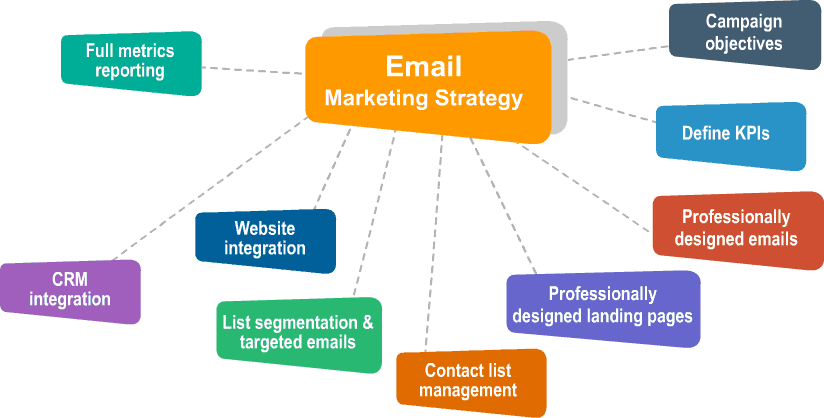 Email
Marketing Strategy
Campaign
objectives
Full metrics
reporting
Define KPIs
Professionally
designed emails
Website
integration
CRM
integration
Professionally
designed landing pages
List segmentation &
targeted emails
Contact list
management